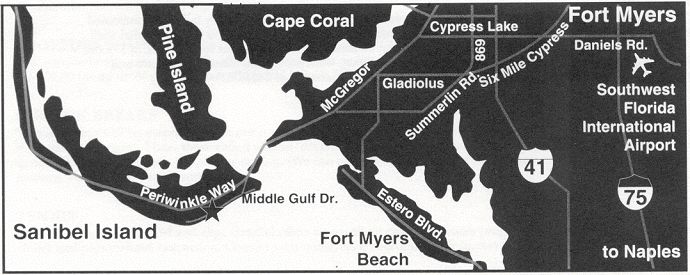 Cape Coral
Fort Myers
Cypress Lake
Daniels Rd.
869
Six Mile Cypress
Pine Island
McGregor
Gladiolus
Summerlin Rd.
Southwest
Florida
International
Airport
41
75
Periwinkle Way
Middle Gulf Dr.
Estero Blvd.
Sanibel Island
Fort Myers
Beach
to Naples